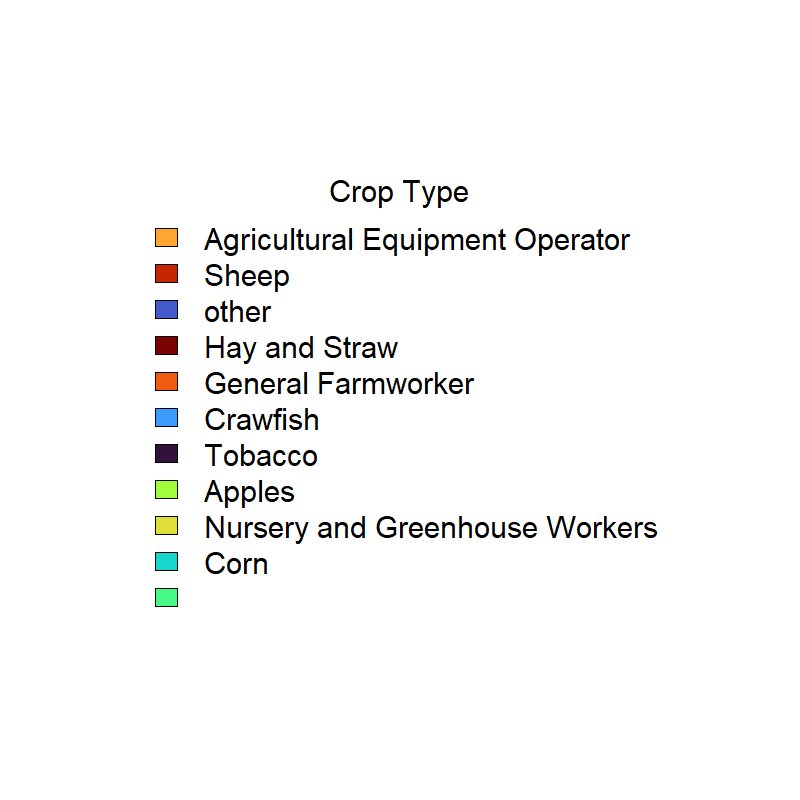 Crop Type
Agricultural Equipment Operator
Sheep
other
Hay and Straw
General Farmworker
Crawfish
Tobacco
Apples
Nursery and Greenhouse Workers
Corn